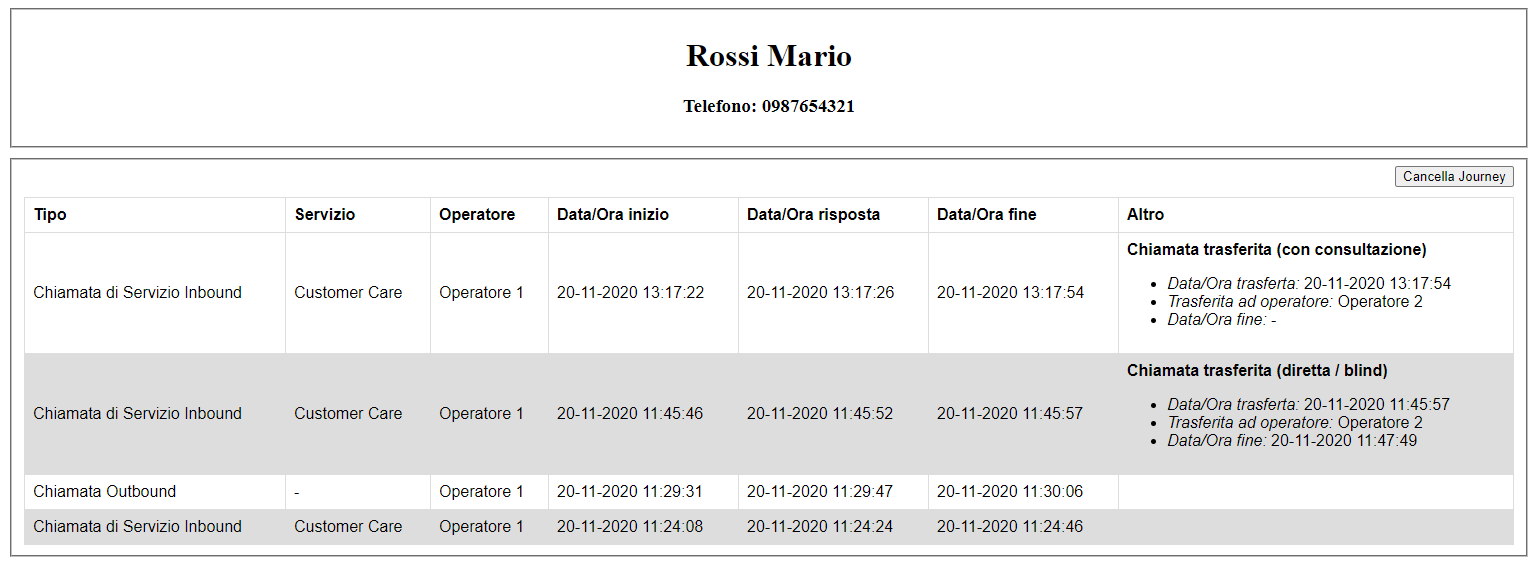 Rossi Mario
Telefono: 0987654321
Cancella Journey
Tipo Servizio Operatore Data/Ora inizio Data/Ora risposta Data/Ora fine Altro
Chiamata di Servizio Inbound Customer Care Operatore 1 20-11-2020 13:17:22 20-11-2020 13:17:26 20-11-2020 13:17:54 Chiamata trasferita (con consultazione)
• Data/Ora trasferta: 20-11-2020 13:17:54
• Trasferita ad operatore: Operatore 2
• Data/Ora fine: -
Chiamata di Servizio Inbound Customer Care Operatore 1 20-11-2020 11:45:46 20-11-2020 11:45:52 20-11-2020 11:45:57 Chiamata trasferita (diretta / blind)
• Data/Ora trasferta: 20-11-2020 11:45:57
• Trasferita ad operatore: Operatore 2
• Data/Ora fine: 20-11-2020 11:47:49
Chiamata Outbound - Operatore 1 20-11-2020 11:29:31 20-11-2020 11:29:47 20-11-2020 11:30:06
Chiamata di Servizio Inbound Customer Care Operatore 1 20-11-2020 11:24:08 20-11-2020 11:24:24 20-11-2020 11:24:46